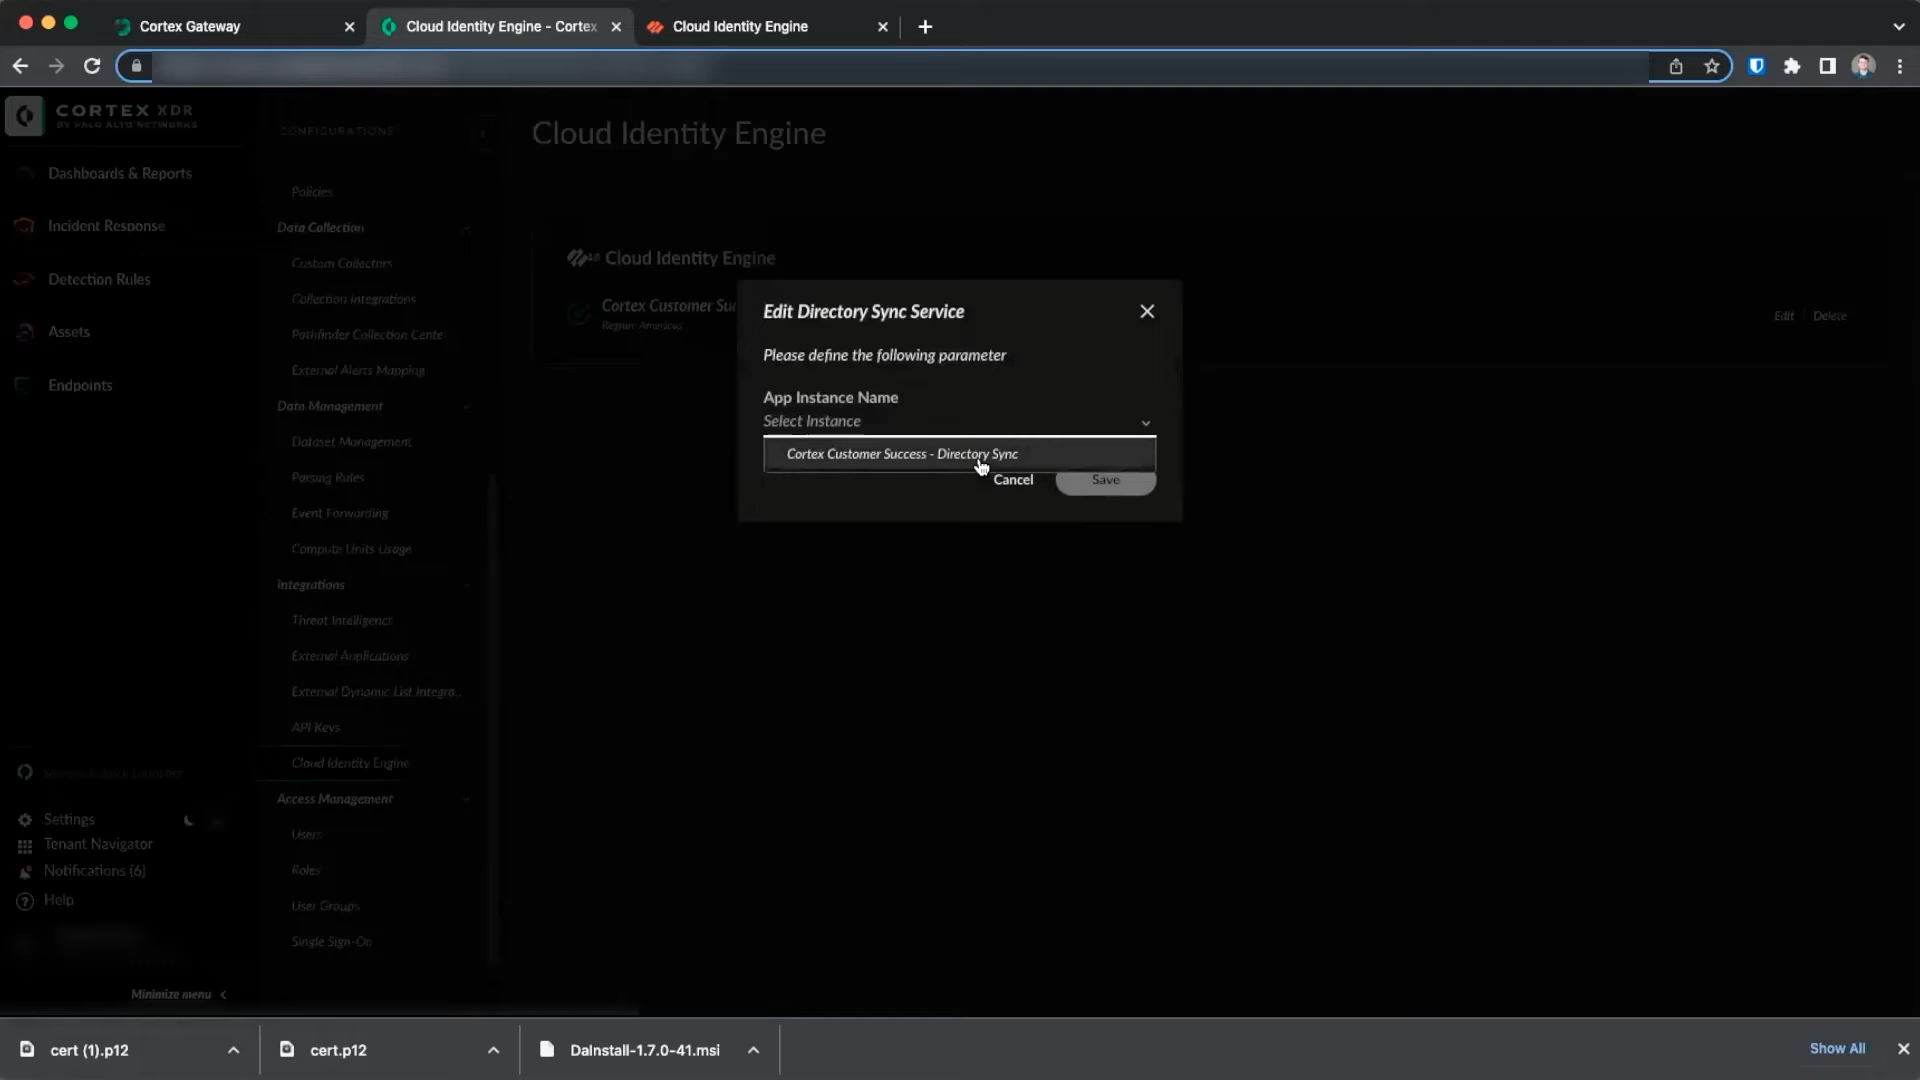 Cortex Gateway
Cloud Identity Engine - Cortex
Cloud Identity Engine
CORTEX XDR
BY PALO ALTO NETWORKS
Dashboards & Reports
Incident Response
Detection Rules
Assets
Endpoints
Settings
Tenant Navigator
Notifications (6)
Help
Minimize menu
CONFIGURATIONS
Policies
Data Collection
Custom Collectors
Collection Integrations
Pathfinder Collection Cente
External Alerts Mapping
Data Management
Dataset Management
Parsing Rules
Event Forwarding
Compute Units Usage
Integrations
Threat Intelligence
External Applications
External Dynamic List Integra..
API Keys
Cloud Identity Engine
Access Management
Users
Roles
User Groups
Single Sign-On
Cloud Identity Engine
Cloud Identity Engine
Cortex Customer Suc
Region: Americas
Edit
Delete
Edit Directory Sync Service
Please define the following parameter
App Instance Name
Select Instance
Cortex Customer Success - Directory Sync
Cancel
Save
cert (1).p12
cert.p12
DaInstall-1.7.0-41.msi
Show All